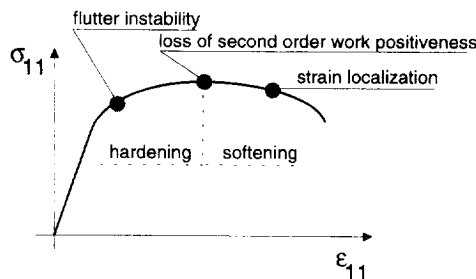 flutter instability
loss of second order work positiveness
σ11
strain localization
hardening
softening
ε11